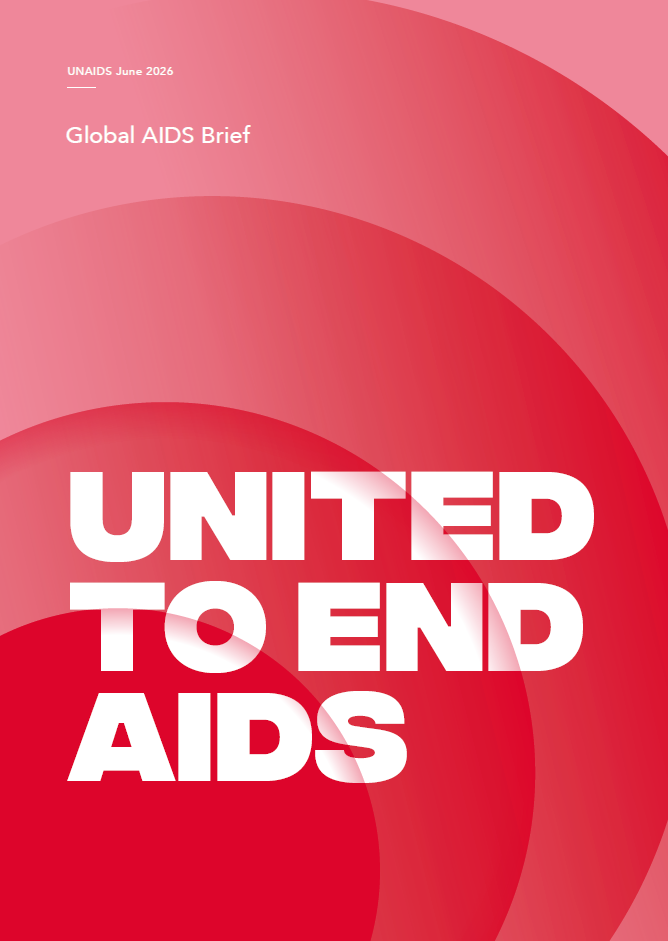 UNAIDS June 2026
Global AIDS Brief
UNITED
TO END
AIDS